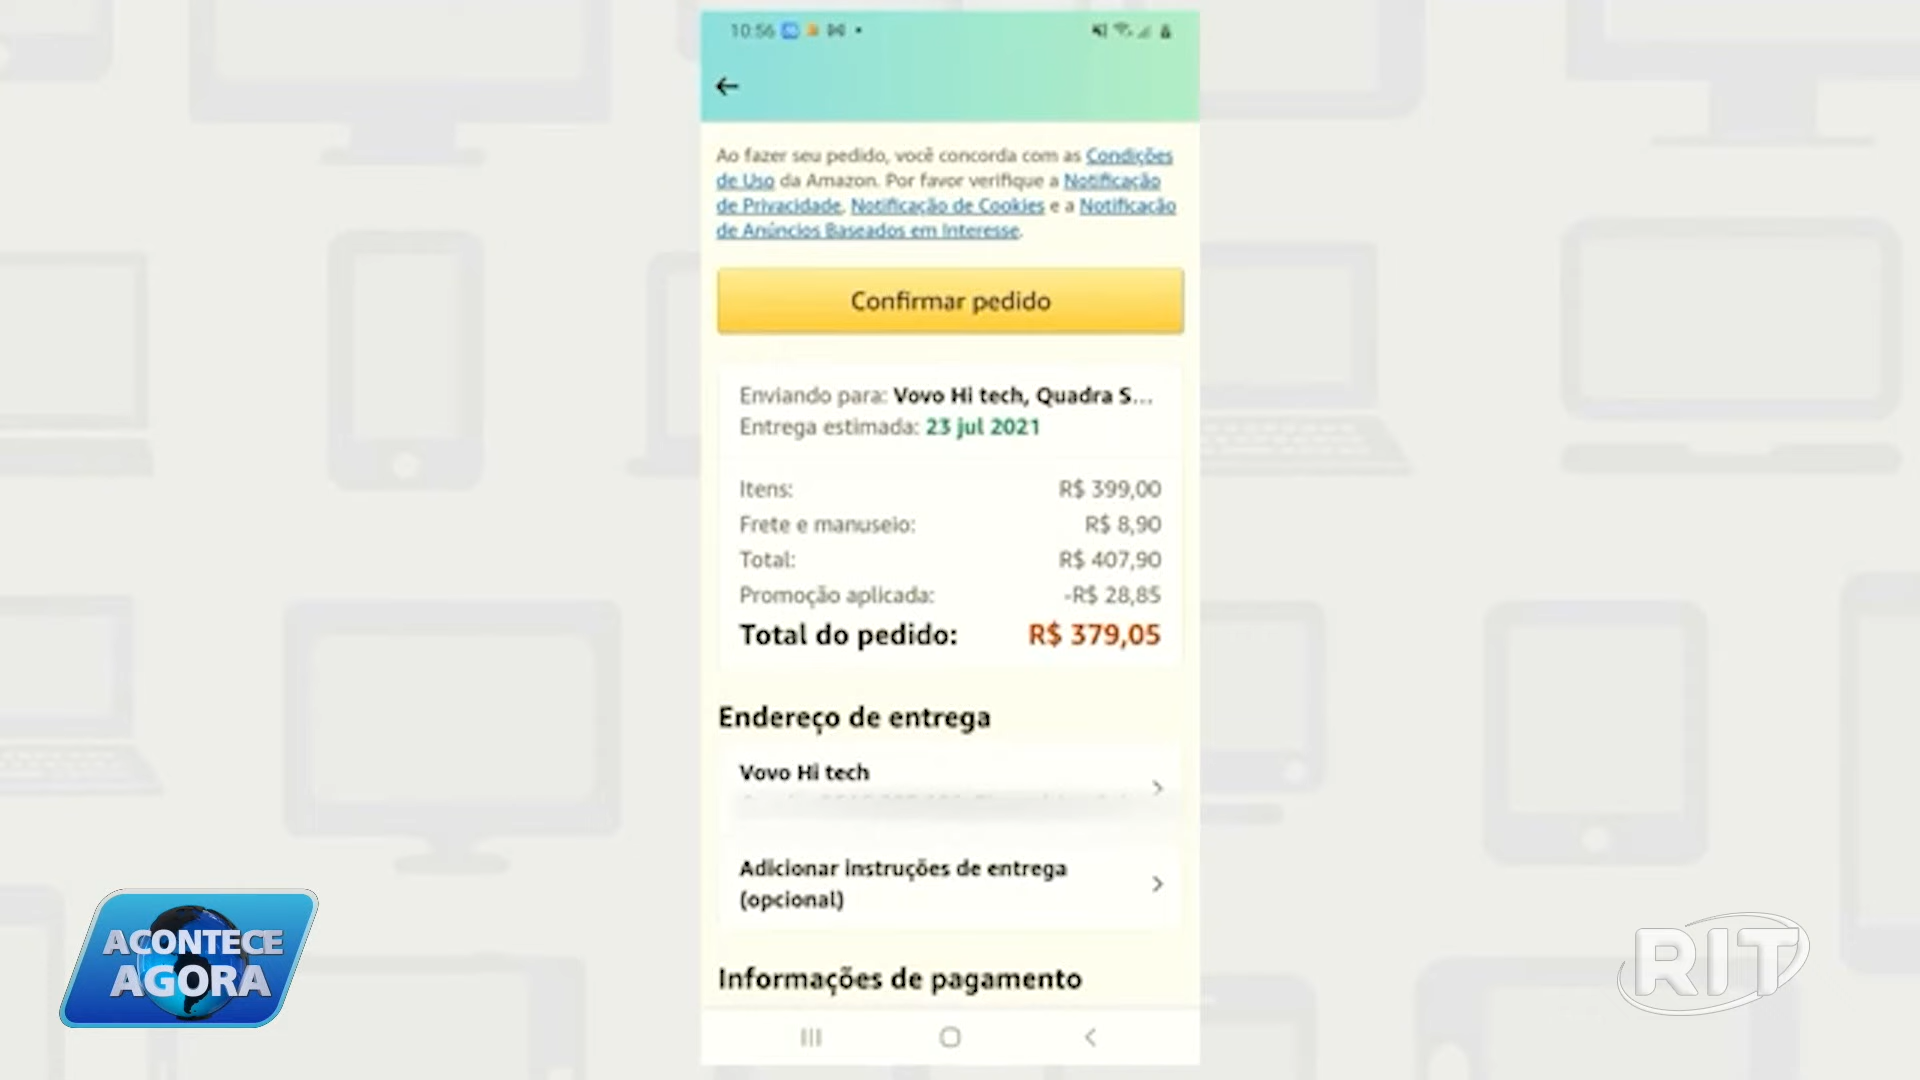 10:56
Ao fazer seu pedido, você concorda com as Condições
de Uso da Amazon. Por favor verifique a Notificação
de Privacidade, Notificação de Cookies e a Notificação
de Anúncios Baseados em Interesse.
Confirmar pedido
Enviando para: Vovo Hi tech, Quadra S...
Entrega estimada: 23 jul 2021
Itens: R$ 399,00
Frete e manuseio: R$ 8,90
Total: R$ 407,90
Promoção aplicada: -R$ 28,85
Total do pedido: R$ 379,05
Endereço de entrega
Vovo Hi tech
Adicionar instruções de entrega
(opcional)
Informações de pagamento
ACONTECE
AGORA
RIT